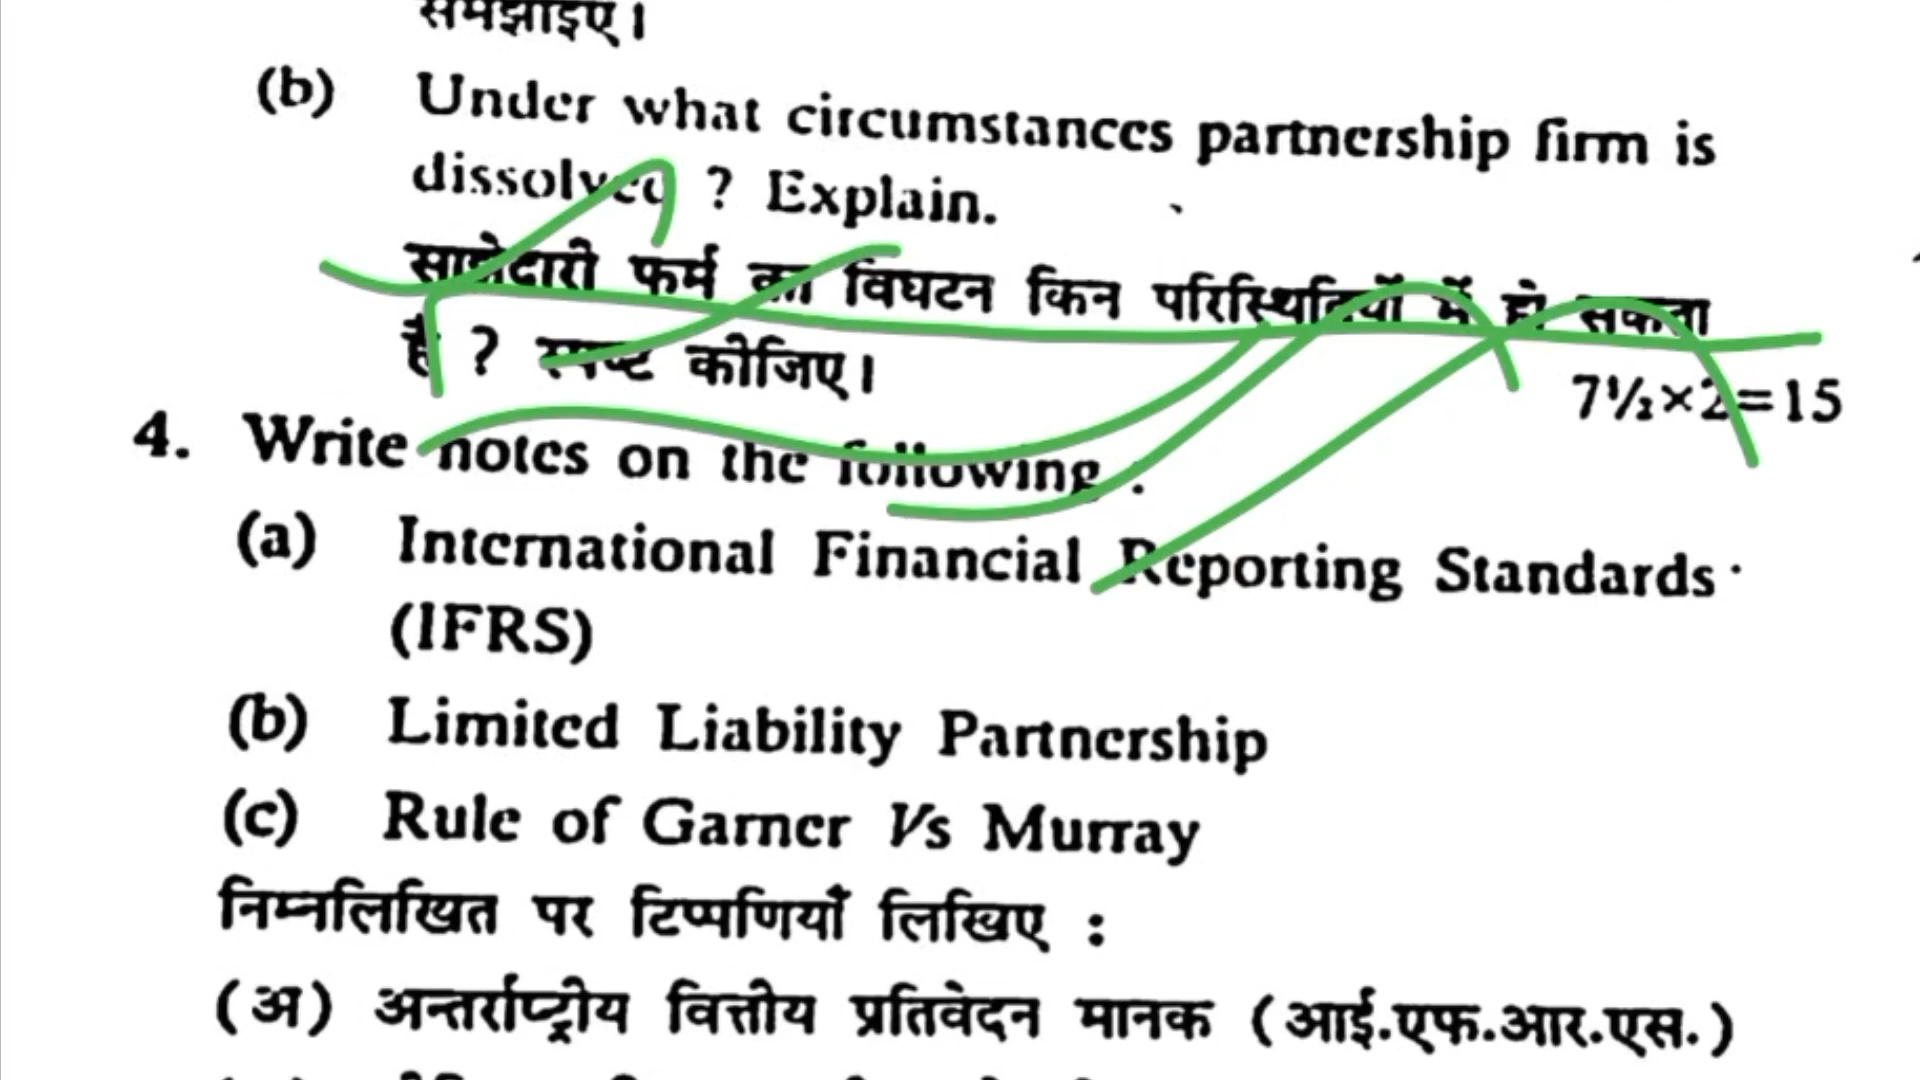 समझाइए।
(b) Under what circumstances partnership firm is
dissolved ? Explain.
साझेदारी फर्म का विघटन किन परिस्थितियों में हो सकता
है ? स्पष्ट कीजिए।
7½×2=15
4. Write notes on the following :
(a) International Financial Reporting Standards
(IFRS)
(b) Limited Liability Partnership
(c) Rule of Garner Vs Murray
निम्नलिखित पर टिप्पणियाँ लिखिए :
(अ) अन्तर्राष्ट्रीय वित्तीय प्रतिवेदन मानक (आई.एफ.आर.एस.)